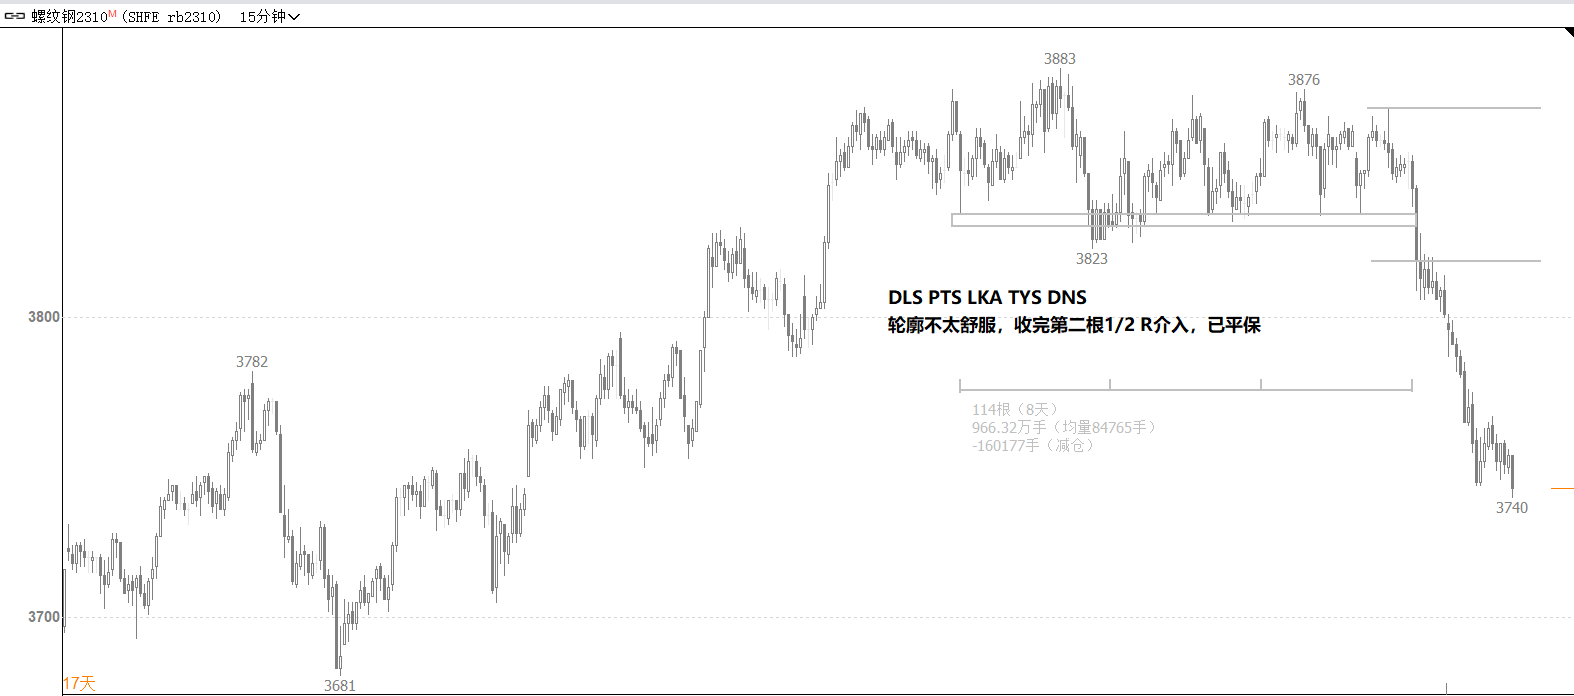 螺纹钢2310M (SHFE rb2310) 15分钟
3883
3876
3823
DLS PTS LKA TYS DNS
3800
轮廓不太舒服，收完第二根1/2 R介入，已平保
3782
114根（8天）
966.32万手（均量84765手）
-160177手（减仓）
3740
3700
17天
3681